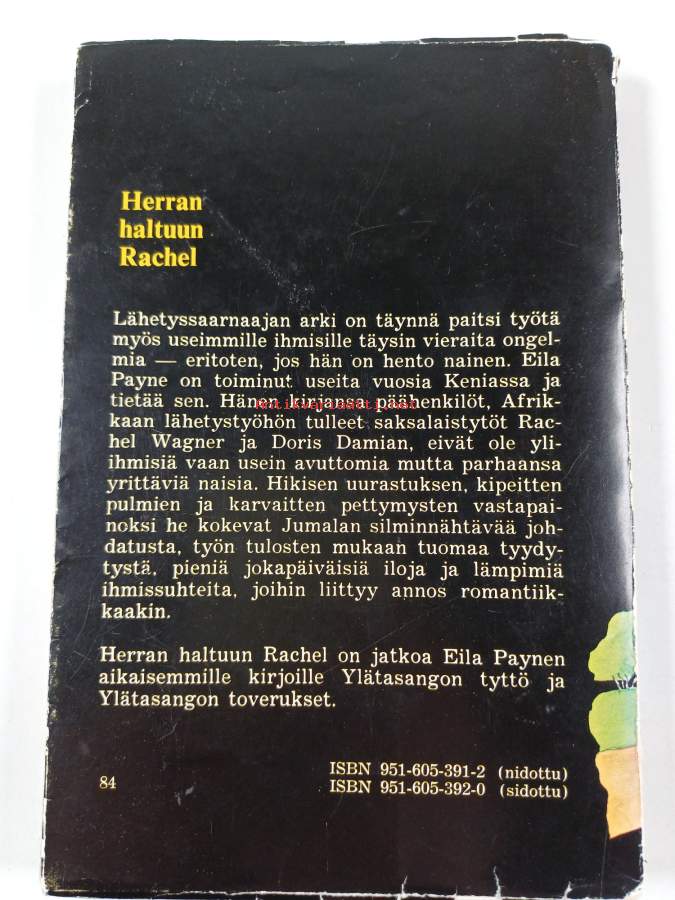 Herran
haltuun
Rachel
Lähetyssaarnaajan arki on täynnä paitsi työtä
myös useimmille ihmisille täysin vieraita ongel-
mia — eritoten, jos hän on hento nainen. Eila
Payne on toiminut useita vuosia Keniassa ja
tietää sen. Hänen kirjansa päähenkilöt, Afrik-
kaan lähetystyöhön tulleet saksalaistytöt Rac-
hel Wagner ja Doris Damian, eivät ole yli-
ihmisiä vaan usein avuttomia mutta parhaansa
yrittäviä naisia. Hikisen uurastuksen, kipeitten
pulmien ja karvaitten pettymysten vastapai-
noksi he kokevat Jumalan silminnähtävää joh-
datusta, työn tulosten mukaan tuomaa tyydy-
tystä, pieniä jokapäiväisiä iloja ja lämpimiä
ihmissuhteita, joihin liittyy annos romantiik-
kaakin.
Herran haltuun Rachel on jatkoa Eila Paynen
aikaisemmille kirjoille Ylätasangon tyttö ja
Ylätasangon toverukset.
84
ISBN 951-605-391-2 (nidottu)
ISBN 951-605-392-0 (sidottu)